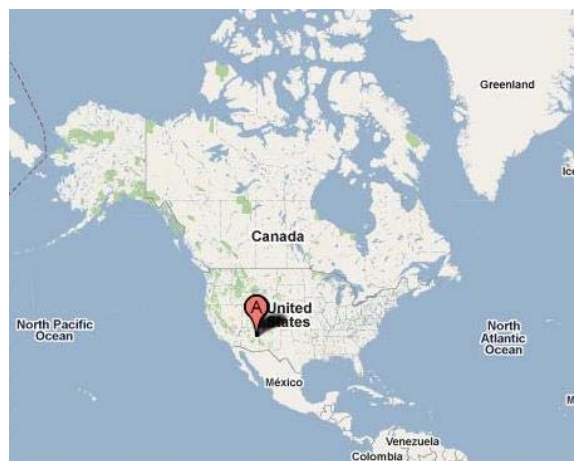 Greenland
Canada
A
United
States
North Pacific
Ocean
North
Atlantic
Ocean
México
Venezuela
Colombia